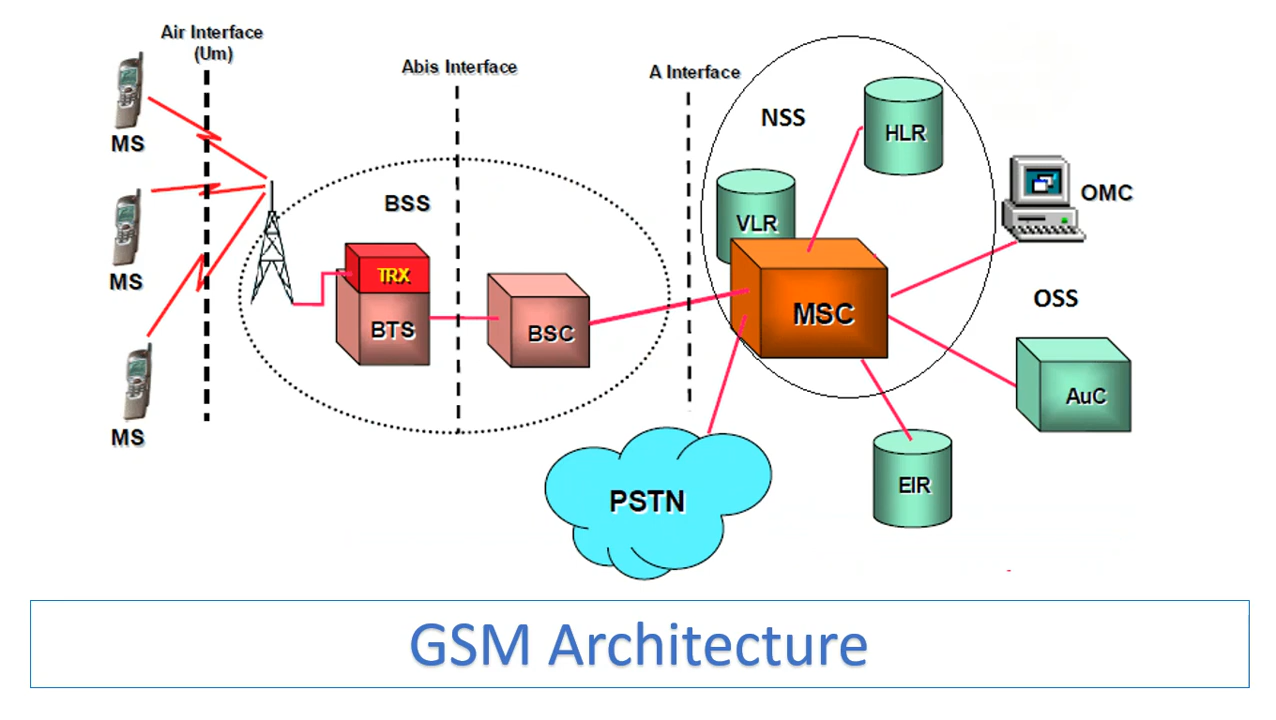 Air Interface
(Um)
Abis Interface
A Interface
NSS
HLR
MS
VLR
OMC
BSS
MS
TRX
BTS
BSC
MSC
OSS
AuC
MS
EIR
PSTN
GSM Architecture